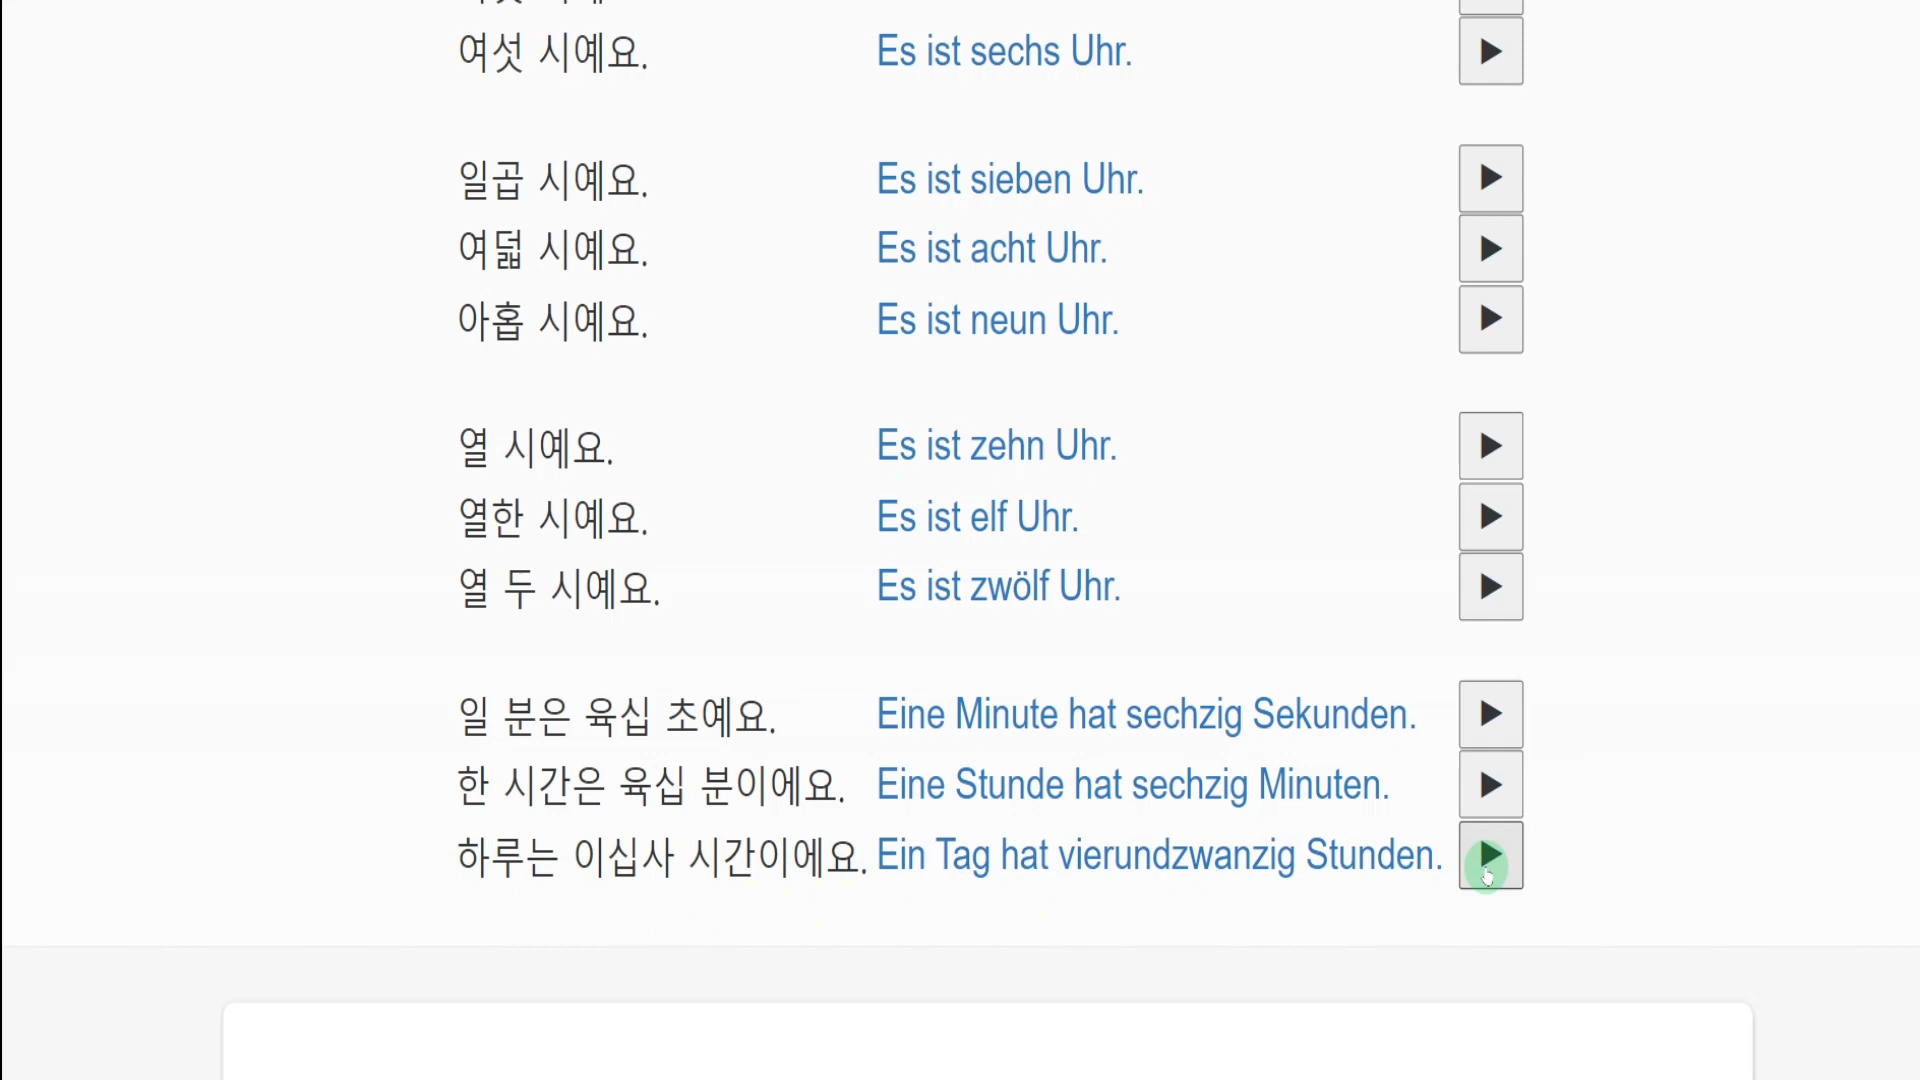 여섯 시예요. Es ist sechs Uhr.
일곱 시예요. Es ist sieben Uhr.
여덟 시예요. Es ist acht Uhr.
아홉 시예요. Es ist neun Uhr.
열 시예요. Es ist zehn Uhr.
열한 시예요. Es ist elf Uhr.
열 두 시예요. Es ist zwölf Uhr.
일 분은 육십 초예요. Eine Minute hat sechzig Sekunden.
한 시간은 육십 분이에요. Eine Stunde hat sechzig Minuten.
하루는 이십사 시간이에요. Ein Tag hat vierundzwanzig Stunden.